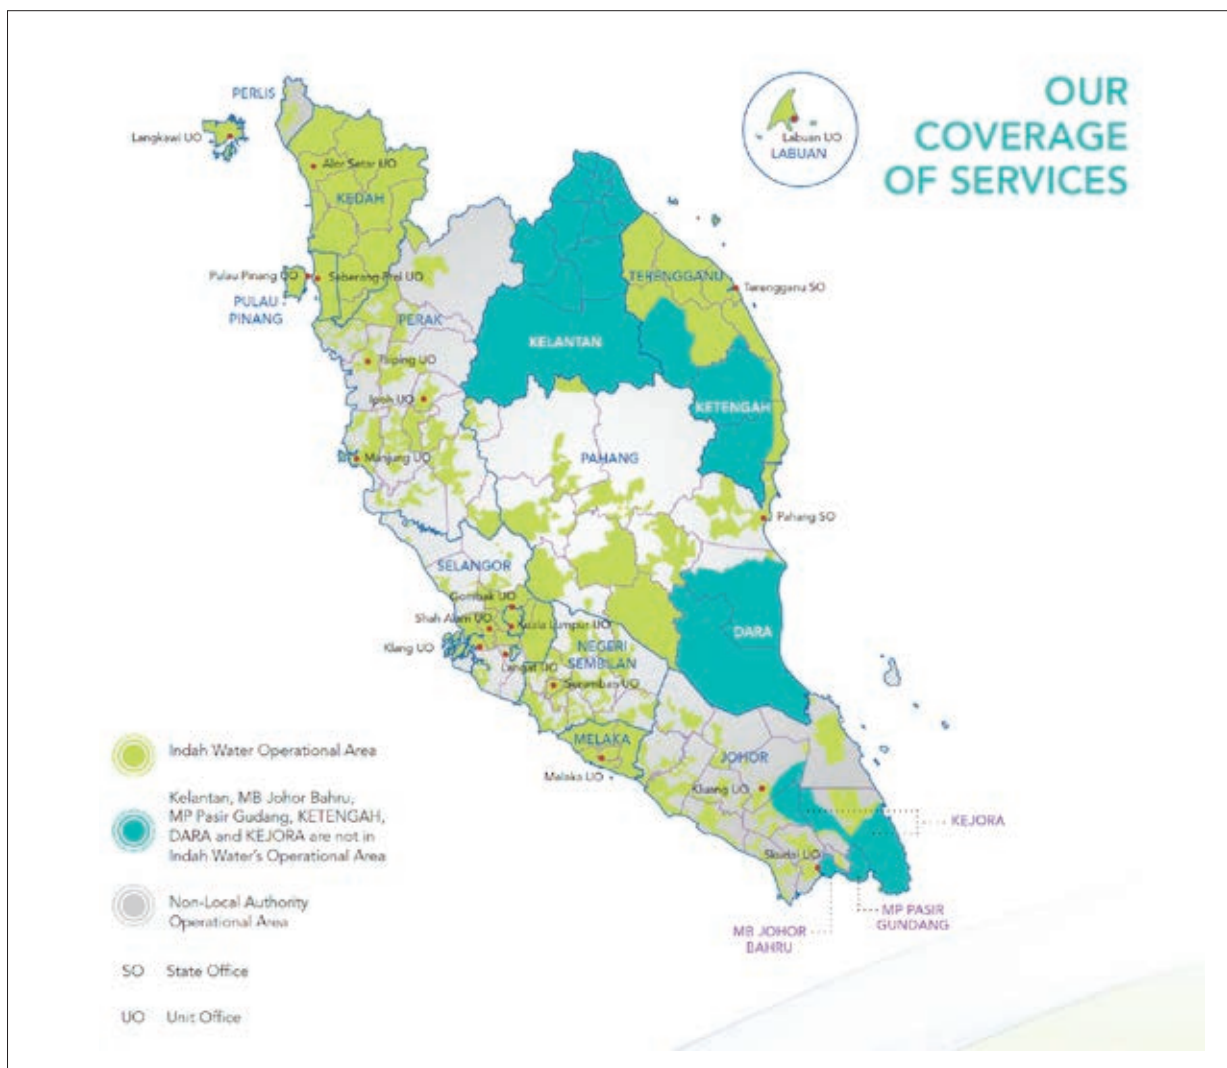 OUR
COVERAGE
OF SERVICES
PERLIS
Langkawi UO
Labuan UO
LABUAN
Alor Setar UO
KEDAH
Pulau Pinang UO
Seberang Prai UO
PULAU
PINANG
PERAK
TERENGGANU
Terengganu SO
KELANTAN
Taiping UO
Ipoh UO
KETENGAH
Manjung UO
PAHANG
Pahang SO
SELANGOR
Gombak UO
Shah Alam UO
Kuala Lumpur UO
Klang UO
Langat UO
NEGERI
SEMBILAN
Seremban UO
DARA
MELAKA
Melaka UO
JOHOR
Kluang UO
KEJORA
Skudai UO
MP PASIR
GUNDANG
MB JOHOR
BAHRU
Indah Water Operational Area
Kelantan, MB Johor Bahru,
MP Pasir Gudang, KETENGAH,
DARA and KEJORA are not in
Indah Water's Operational Area
Non-Local Authority
Operational Area
SO State Office
UO Unit Office